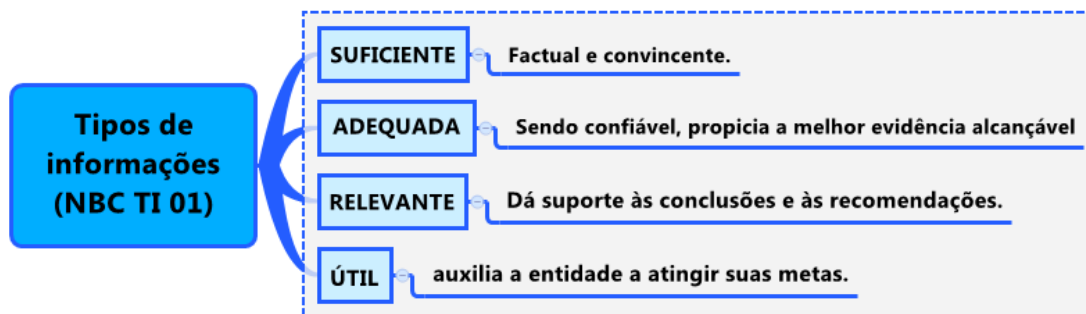 Tipos de
informações
(NBC TI 01)
SUFICIENTE
Factual e convincente.
ADEQUADA
Sendo confiável, propicia a melhor evidência alcançável
RELEVANTE
Dá suporte às conclusões e às recomendações.
ÚTIL
auxilia a entidade a atingir suas metas.